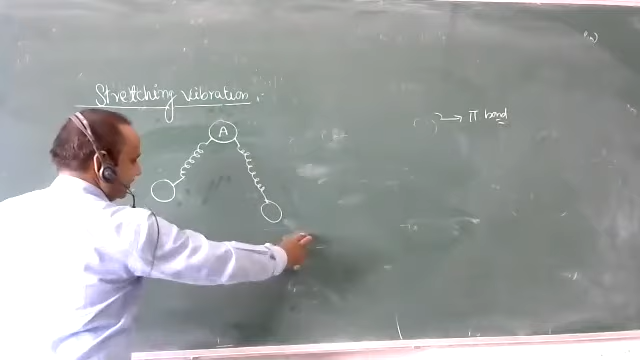 Stretching vibration.
π bond
A